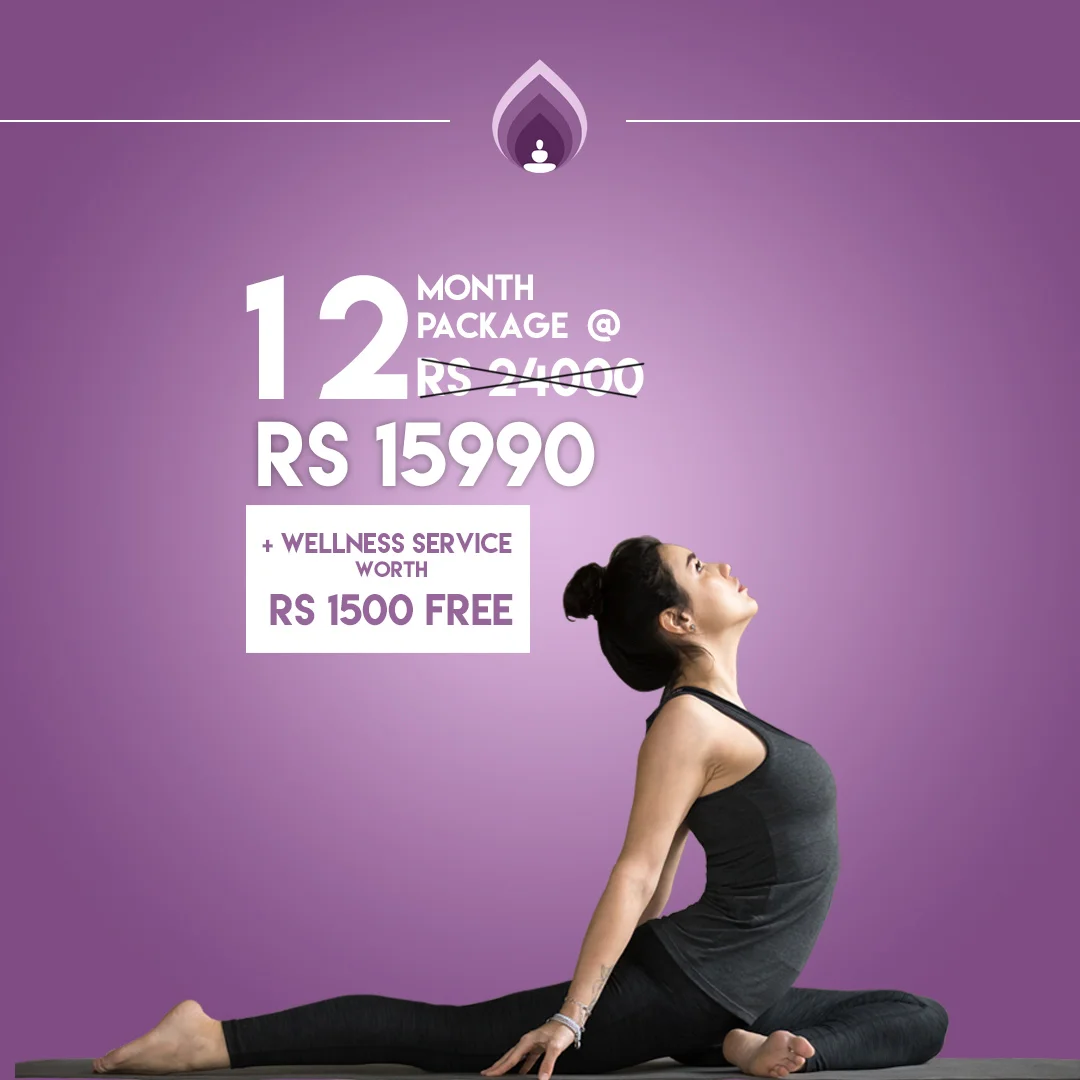 12 MONTH
PACKAGE @
RS 24000
RS 15990
+ WELLNESS SERVICE
WORTH
RS 1500 FREE